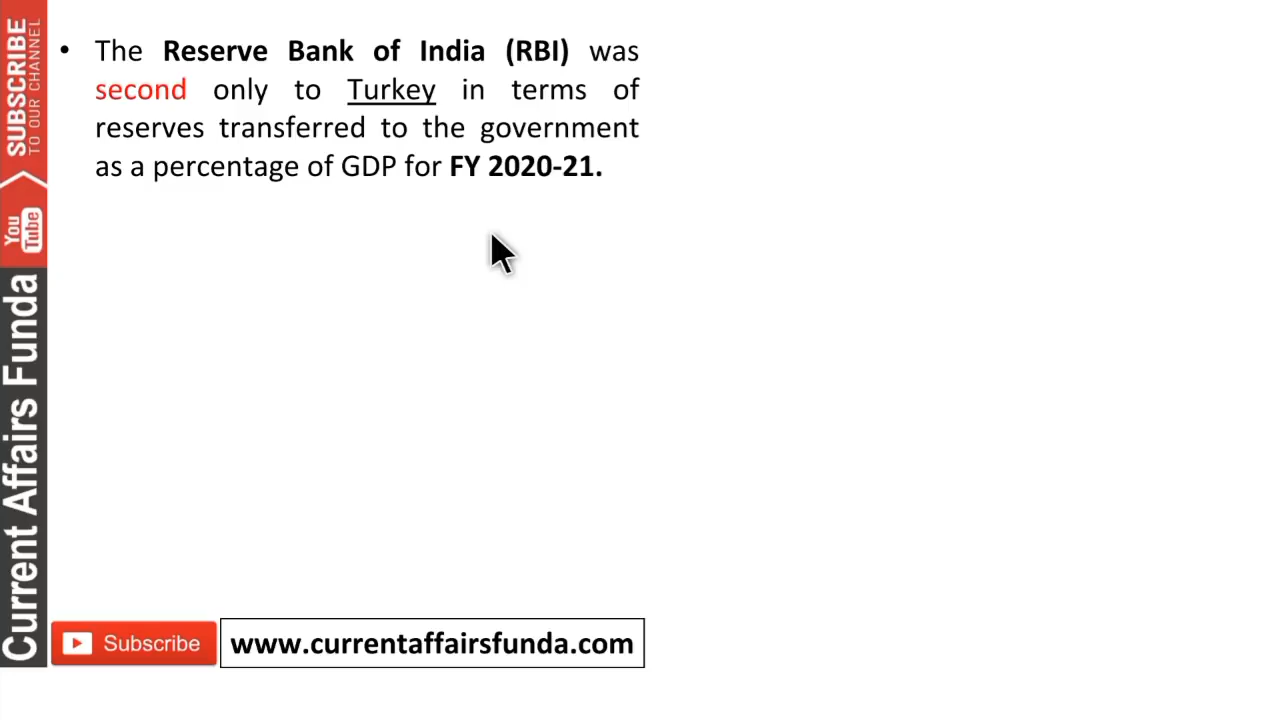 SUBSCRIBE
TO OUR CHANNEL
You
Tube
Current Affairs Funda
• The Reserve Bank of India (RBI) was
second only to Turkey in terms of
reserves transferred to the government
as a percentage of GDP for FY 2020-21.
Subscribe
www.currentaffairsfunda.com